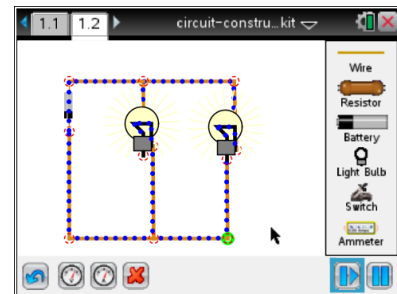 1.1 1.2 circuit-constru...kit
Wire
Resistor
Battery
Light Bulb
Switch
Ammeter